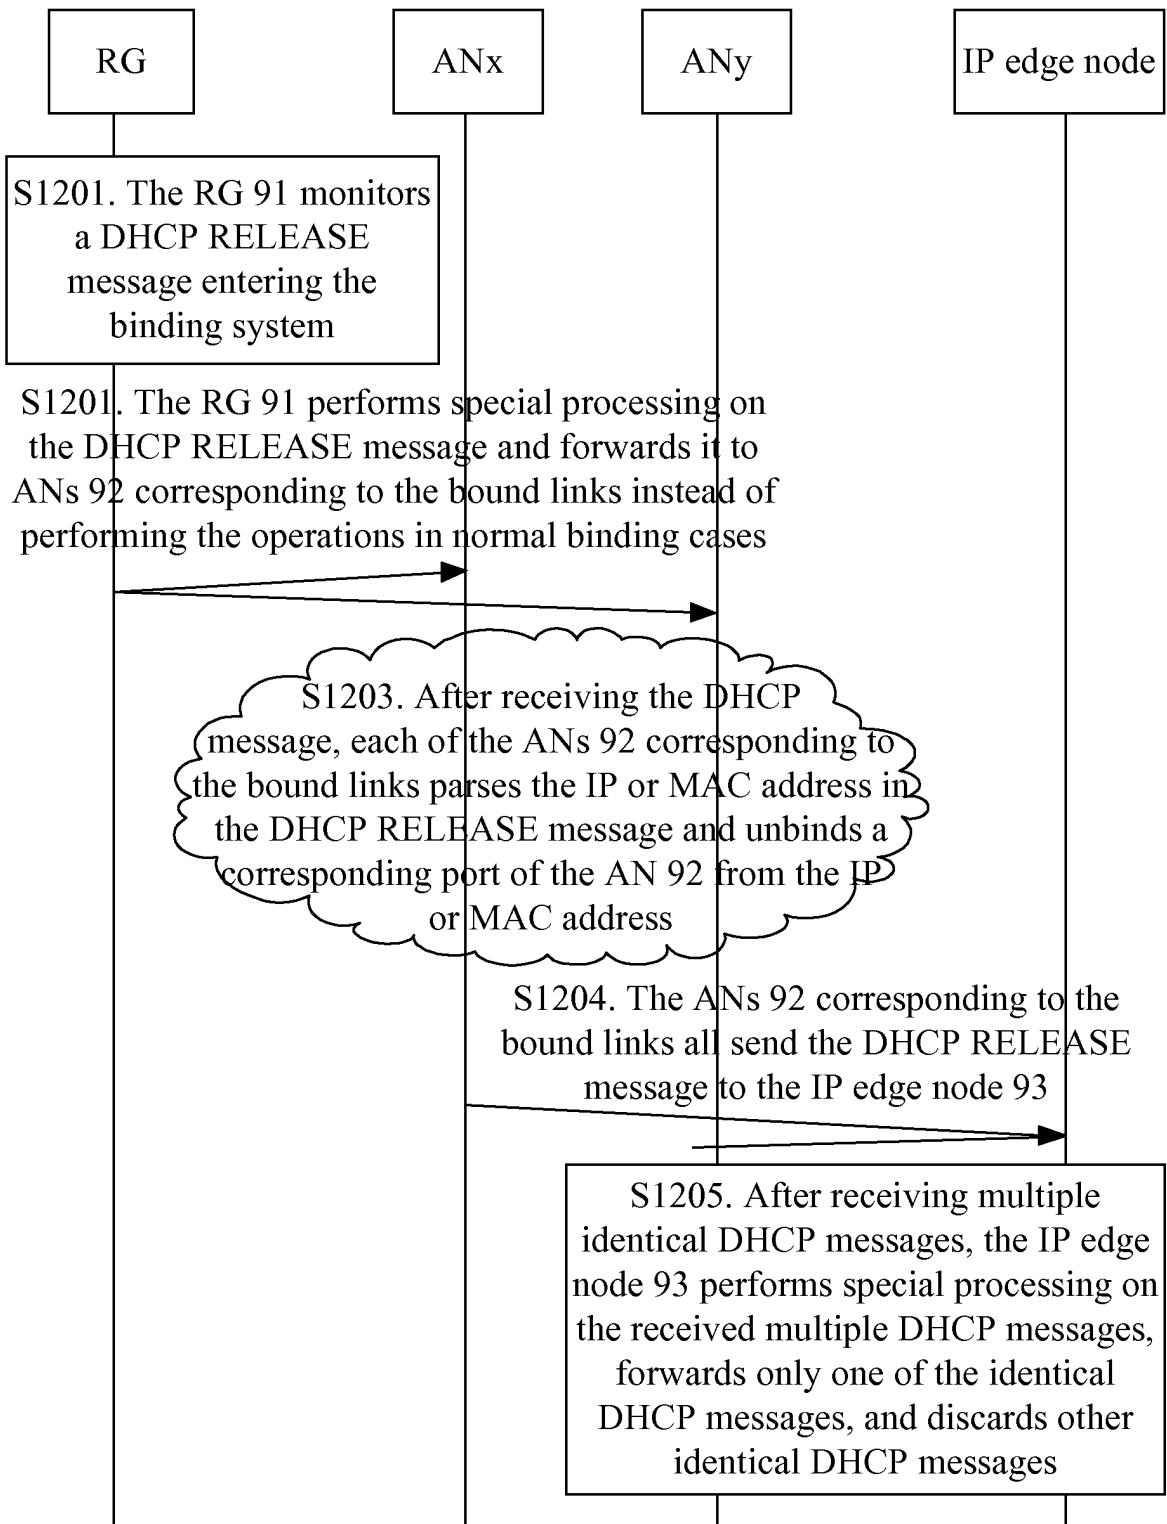 RG
ANx
ANy
IP edge node
S1201. The RG 91 monitors
a DHCP RELEASE
message entering the
binding system
S1201. The RG 91 performs special processing on
the DHCP RELEASE message and forwards it to
ANs 92 corresponding to the bound links instead of
performing the operations in normal binding cases
S1203. After receiving the DHCP
message, each of the ANs 92 corresponding to
the bound links parses the IP or MAC address in
the DHCP RELEASE message and unbinds a
corresponding port of the AN 92 from the IP
or MAC address
S1204. The ANs 92 corresponding to the
bound links all send the DHCP RELEASE
message to the IP edge node 93
S1205. After receiving multiple
identical DHCP messages, the IP edge
node 93 performs special processing on
the received multiple DHCP messages,
forwards only one of the identical
DHCP messages, and discards other
identical DHCP messages